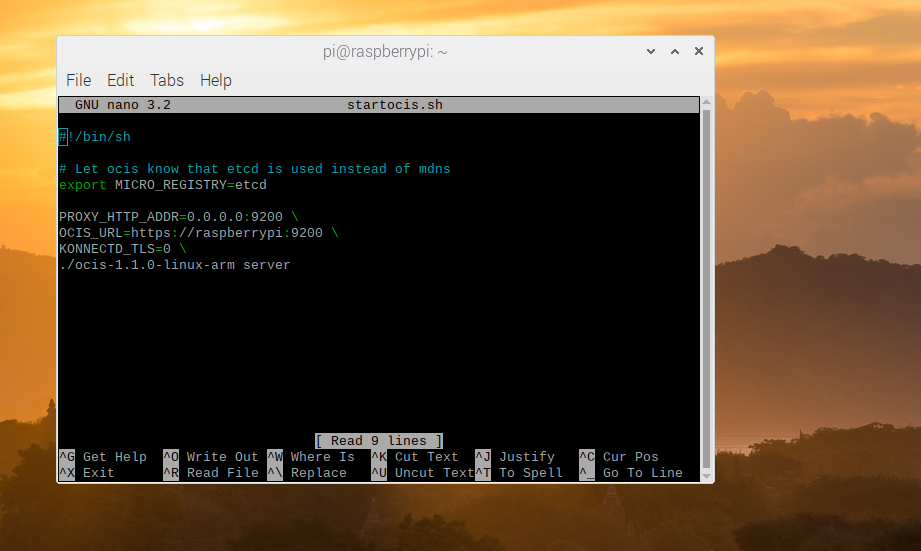 pi@raspberrypi: ~
File Edit Tabs Help
GNU nano 3.2 startocis.sh
#!/bin/sh
# Let ocis know that etcd is used instead of mdns
export MICRO_REGISTRY=etcd
PROXY_HTTP_ADDR=0.0.0.0:9200 \
OCIS_URL=https://raspberrypi:9200 \
KONNECTD_TLS=0 \
./ocis-1.1.0-linux-arm server
[ Read 9 lines ]
^G Get Help ^O Write Out ^W Where Is ^K Cut Text ^J Justify ^C Cur Pos
^X Exit ^R Read File ^\ Replace ^U Uncut Text ^T To Spell ^_ Go To Line